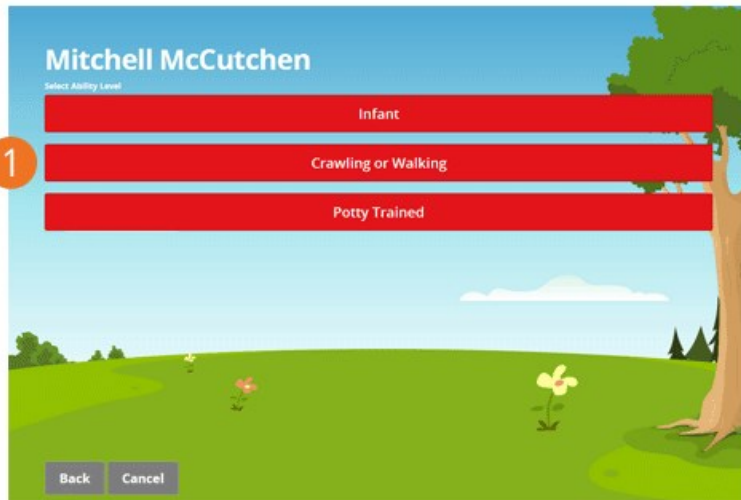 Mitchell McCutchen
Select Ability Level
Infant
1
Crawling or Walking
Potty Trained
Back
Cancel